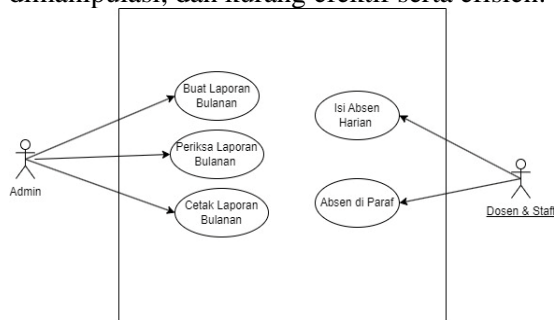 dimanipulasi, dan kurang efektif serta efisien.
Buat Laporan
Bulanan
Isi Absen
Harian
Periksa Laporan
Bulanan
Admin
Cetak Laporan
Bulanan
Absen di Paraf
Dosen & Staff